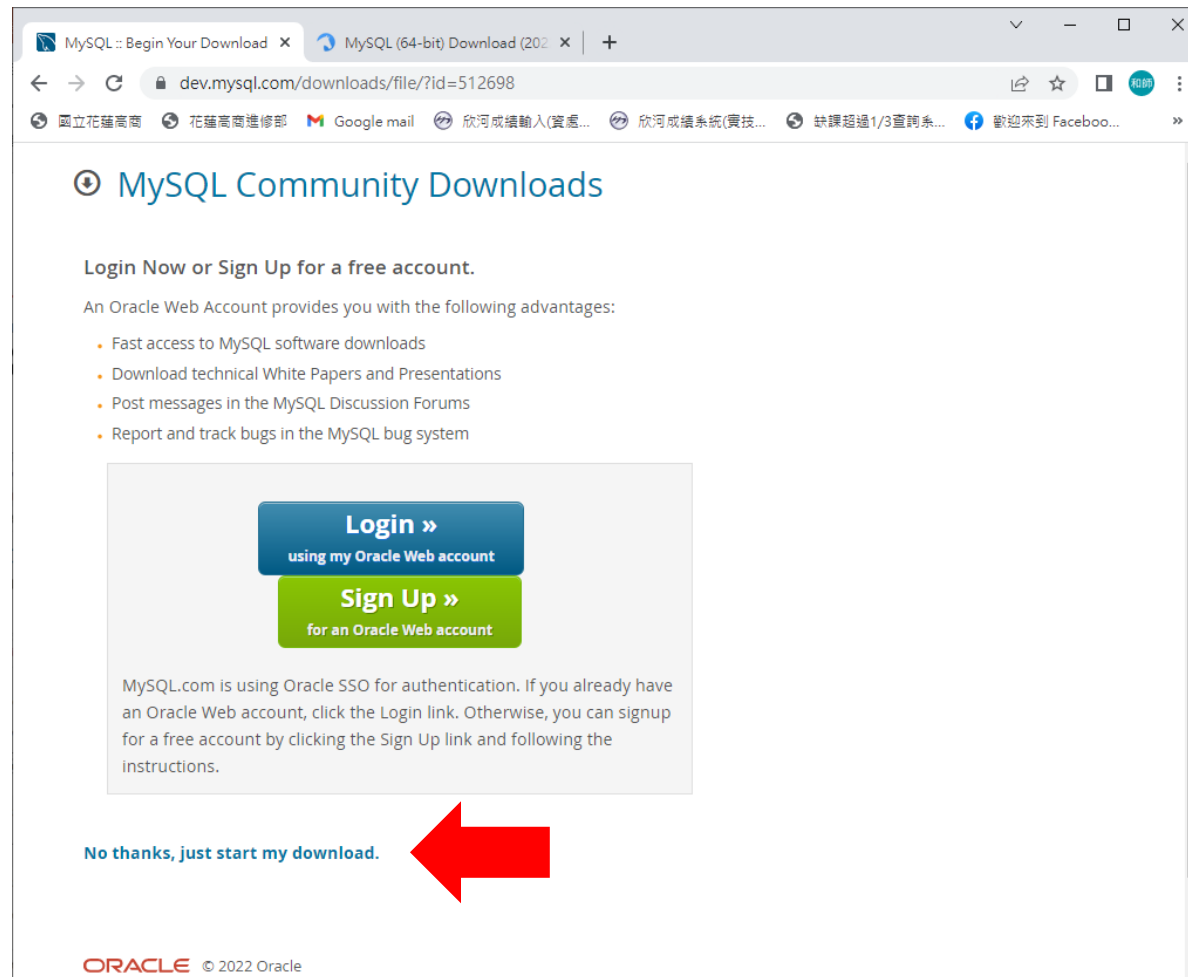 MySQL :: Begin Your Download
MySQL (64-bit) Download (202
dev.mysql.com/downloads/file/?id=512698
和師
國立花蓮高商
花蓮高商進修部
Google mail
欣河成績輸入(資處...
欣河成績系統(實技...
缺課超過1/3查詢系...
歡迎來到 Faceboo...
MySQL Community Downloads
Login Now or Sign Up for a free account.
An Oracle Web Account provides you with the following advantages:
Fast access to MySQL software downloads
Download technical White Papers and Presentations
Post messages in the MySQL Discussion Forums
Report and track bugs in the MySQL bug system
Login »
using my Oracle Web account
Sign Up »
for an Oracle Web account
MySQL.com is using Oracle SSO for authentication. If you already have
an Oracle Web account, click the Login link. Otherwise, you can signup
for a free account by clicking the Sign Up link and following the
instructions.
No thanks, just start my download.
ORACLE © 2022 Oracle